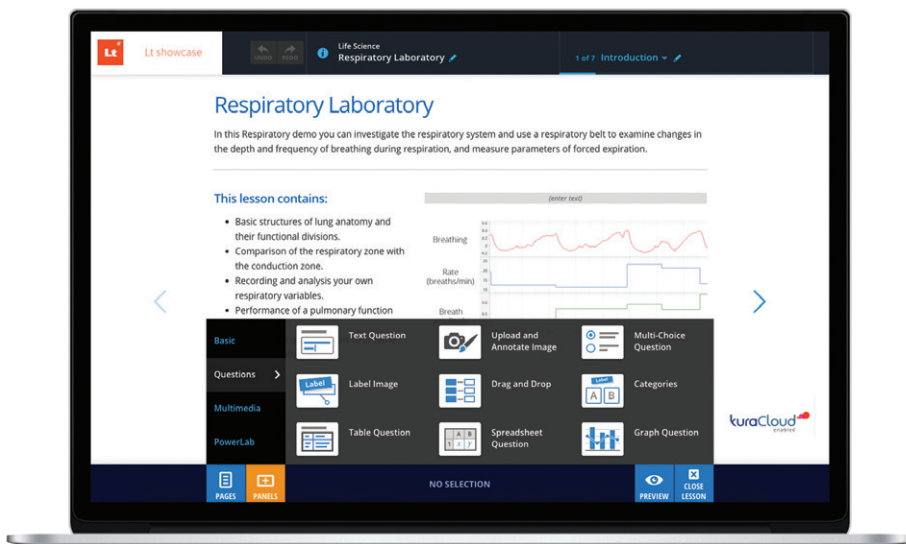 Lt
Lt showcase
UNDO
REDO
Life Science
Respiratory Laboratory
1 of 7 Introduction
Respiratory Laboratory
In this Respiratory demo you can investigate the respiratory system and use a respiratory belt to examine changes in
the depth and frequency of breathing during respiration, and measure parameters of forced expiration.
This lesson contains:
• Basic structures of lung anatomy and
their functional divisions.
• Comparison of the respiratory zone with
the conduction zone.
• Recording and analysis your own
respiratory variables.
• Performance of a pulmonary function
(enter text)
Breathing
Rate
(breaths/min)
Breath
Basic
Questions
Multimedia
PowerLab
Text Question
Upload and
Annotate Image
Multi-Choice
Question
Label
Label Image
Drag and Drop
Label
A B
Categories
Table Question
A B
1 x y
Spreadsheet
Question
Graph Question
kuraCloud
enabled
PAGES
PANELS
NO SELECTION
PREVIEW
CLOSE
LESSON